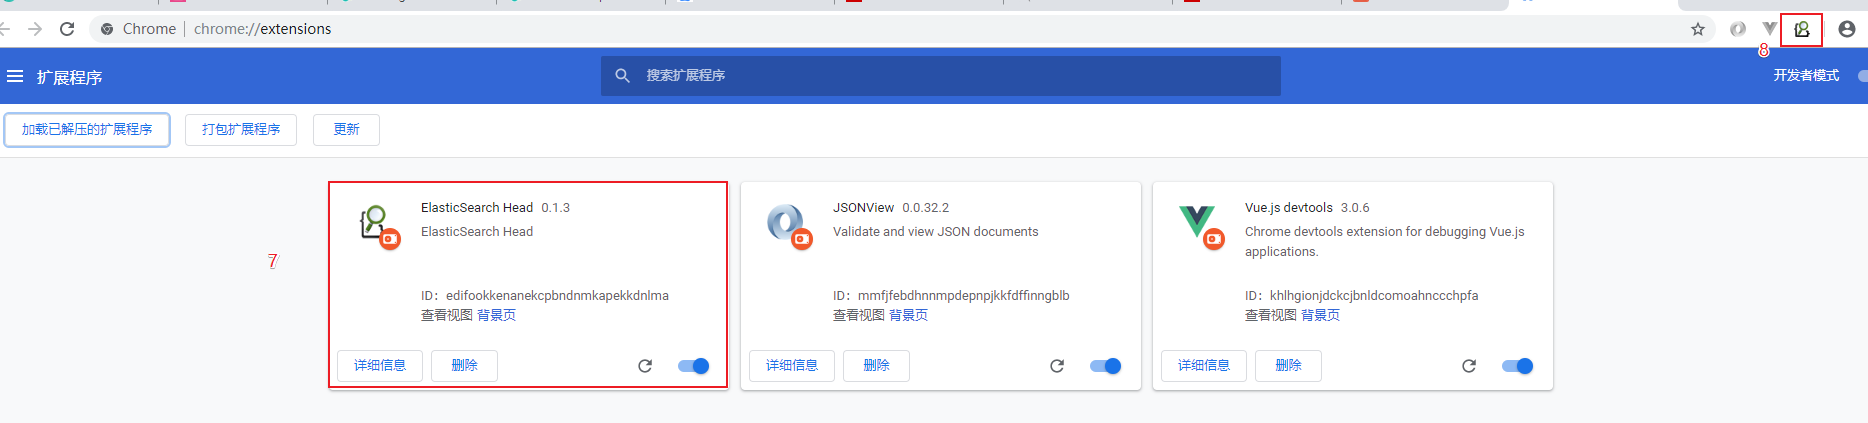 Chrome | chrome://extensions
8
扩展程序
搜索扩展程序
开发者模式
加载已解压的扩展程序
打包扩展程序
更新
7
ElasticSearch Head 0.1.3
ElasticSearch Head
ID：edifookkenanekcpbndnmkapekkdnlma
查看视图 背景页
详细信息
删除
JSONView 0.0.32.2
Validate and view JSON documents
ID：mmfjfebdhnnmpdepnpjkkfdffinngblb
查看视图 背景页
详细信息
删除
Vue.js devtools 3.0.6
Chrome devtools extension for debugging Vue.js
applications.
ID：khlhgionjdckcjbnldcomoahnccchpfa
查看视图 背景页
详细信息
删除